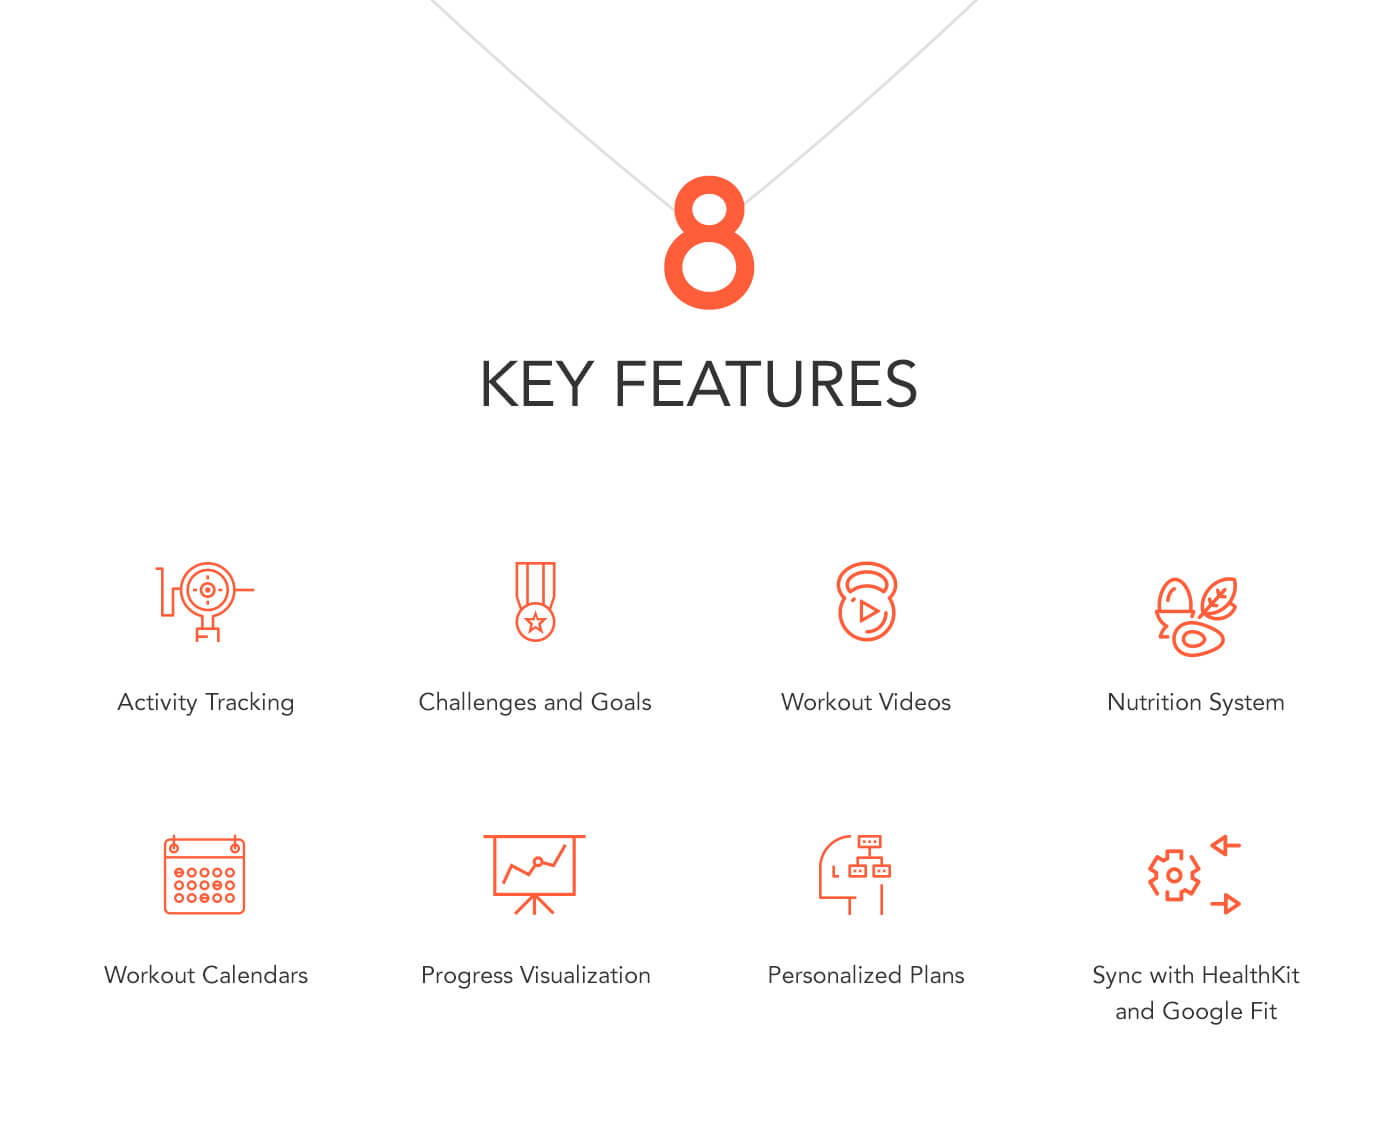 8
KEY FEATURES
Activity Tracking
Challenges and Goals
Workout Videos
Nutrition System
Workout Calendars
Progress Visualization
Personalized Plans
Sync with HealthKit
and Google Fit